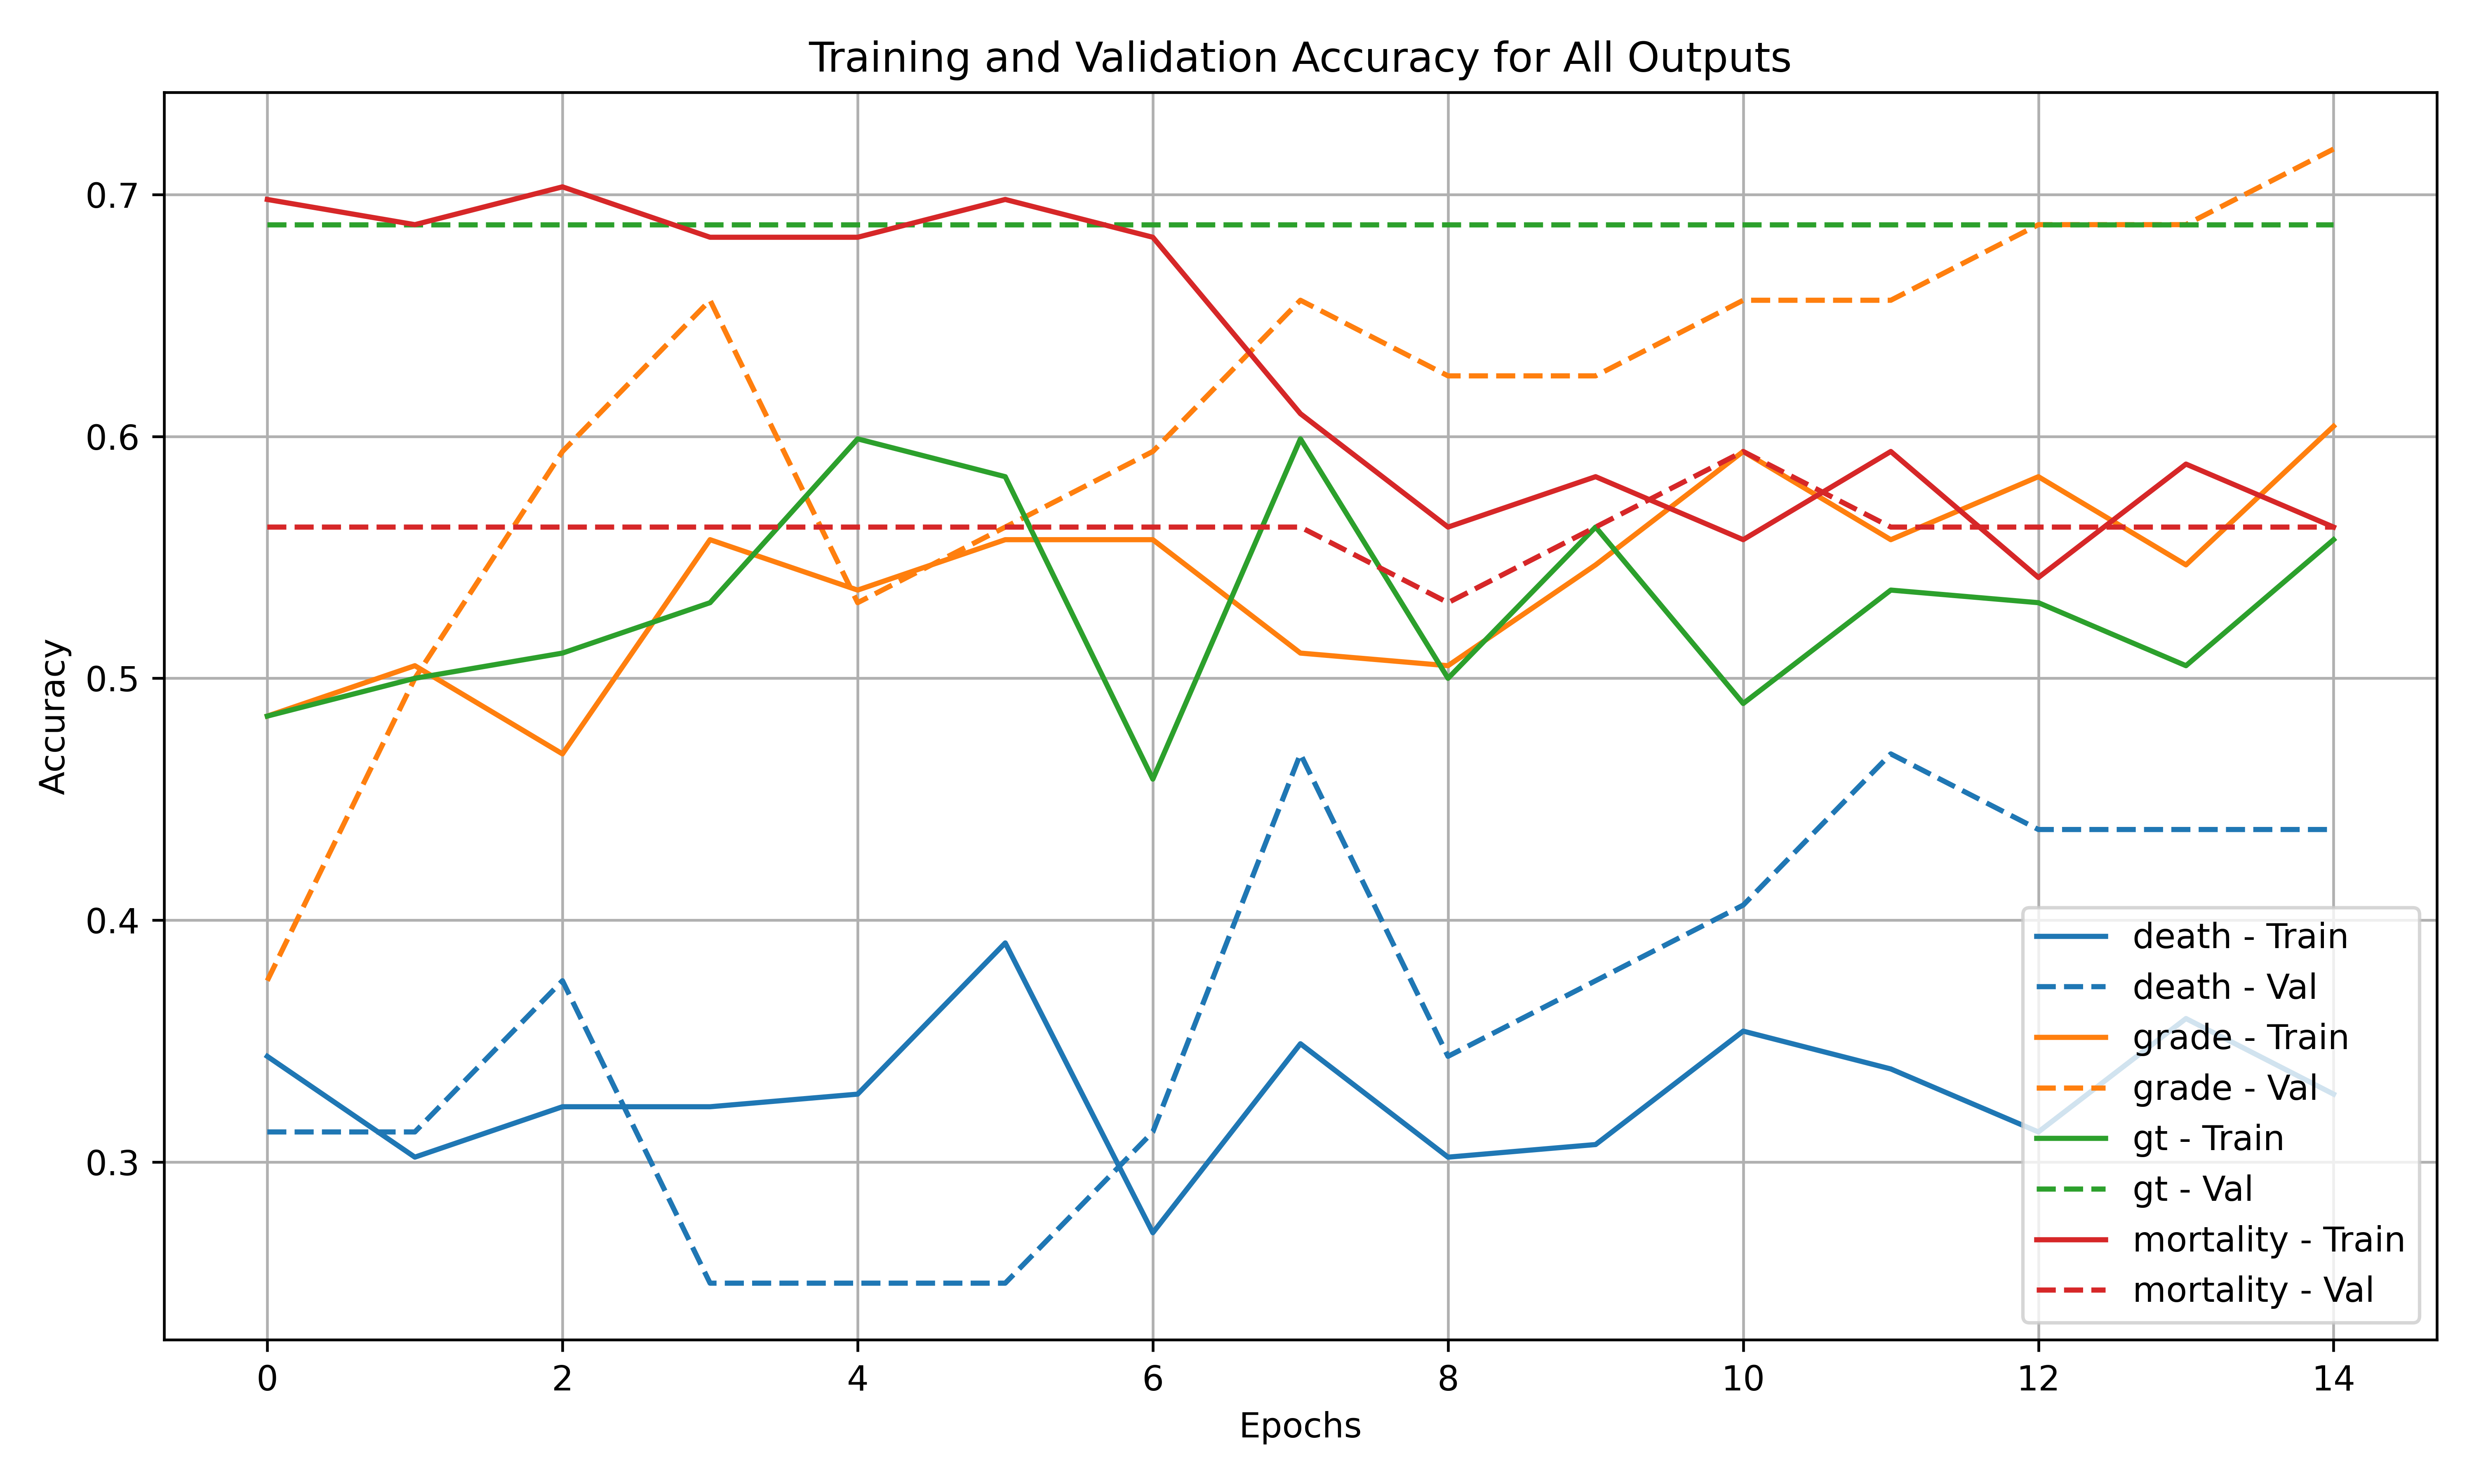 Training and Validation Accuracy for All Outputs
0.7
0.6
0.5
0.4
0.3
Accuracy
0 2 4 6 8 10 12 14
Epochs
death - Train
death - Val
grade - Train
grade - Val
gt - Train
gt - Val
mortality - Train
mortality - Val